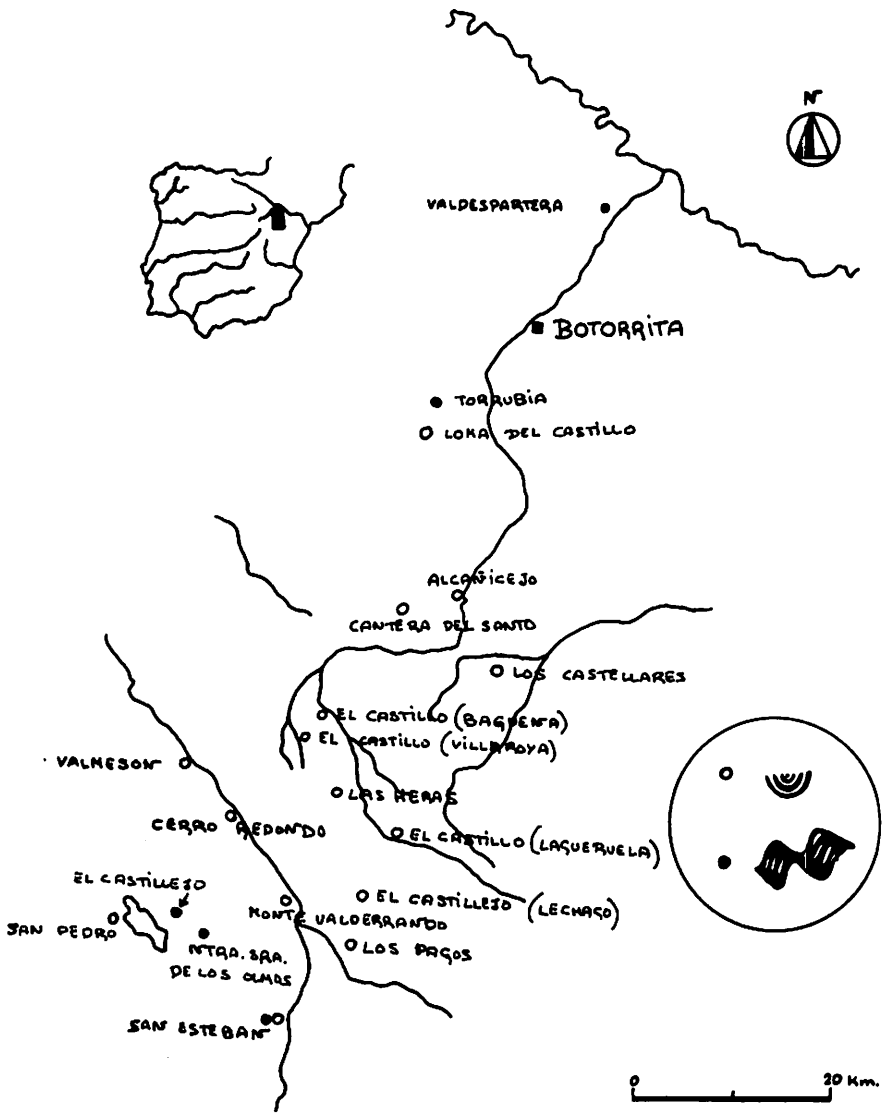 N
VALDESPARTERA
BOTORRITA
TORRUBIA
LOMA DEL CASTILLO
ALCAÑICEJO
CANTERA DEL SANTO
LOS CASTELLARES
EL CASTILLO (BAGUENA)
EL CASTILLO (VILLAROYA)
VALMESON
LAS HERAS
CERRO REDONDO
EL CASTILLO (LAGUERUELA)
EL CASTILLEJO
EL CASTILLEJO (LECHAGO)
MONTE VALDERRANDO
SAN PEDRO
NTRA. SRA.
DE LOS OLMOS
LOS PAGOS
SAN ESTEBAN
0 20 Km.